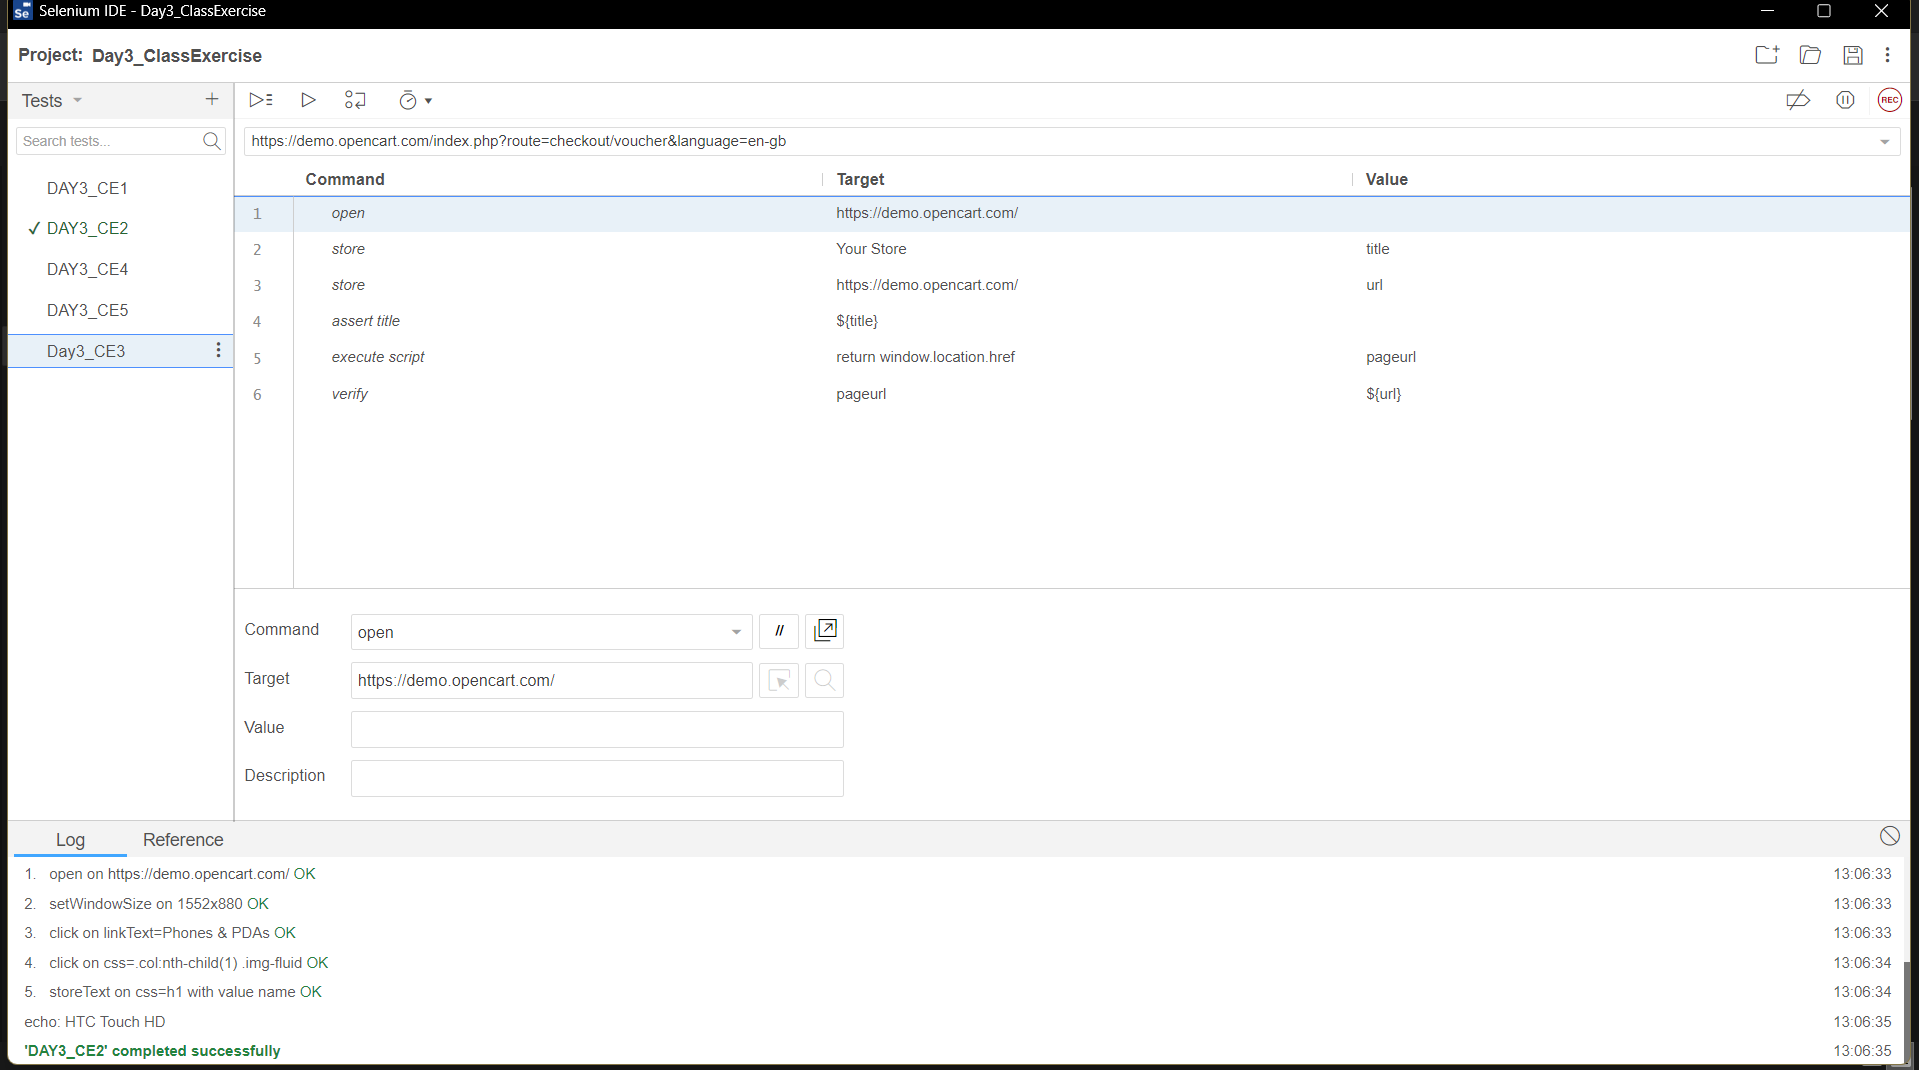 Selenium IDE - Day3_ClassExercise
Project: Day3_ClassExercise
Tests
Search tests...
DAY3_CE1
✓ DAY3_CE2
DAY3_CE4
DAY3_CE5
Day3_CE3
REC
https://demo.opencart.com/index.php?route=checkout/voucher&language=en-gb
Command Target Value
1 open https://demo.opencart.com/
2 store Your Store title
3 store https://demo.opencart.com/ url
4 assert title ${title}
5 execute script return window.location.href pageurl
6 verify pageurl ${url}
Command open //
Target https://demo.opencart.com/
Value
Description
Log Reference
1. open on https://demo.opencart.com/ OK 13:06:33
2. setWindowSize on 1552x880 OK 13:06:33
3. click on linkText=Phones & PDAs OK 13:06:33
4. click on css=.col:nth-child(1) .img-fluid OK 13:06:34
5. storeText on css=h1 with value name OK 13:06:34
echo: HTC Touch HD 13:06:35
'DAY3_CE2' completed successfully 13:06:35